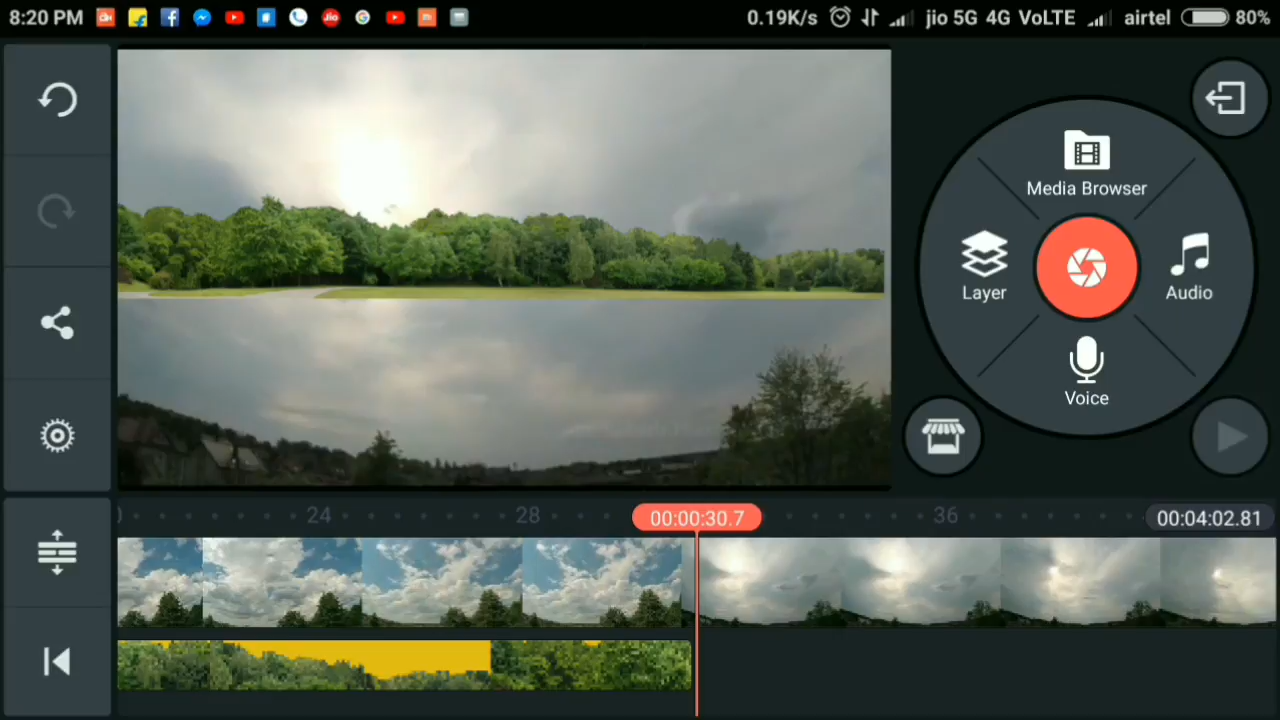 8:20 PM 0.19K/s jio 5G 4G VoLTE airtel 80%
Media Browser
Layer
Audio
Voice
24 28 00:00:30.7 36 00:04:02.81